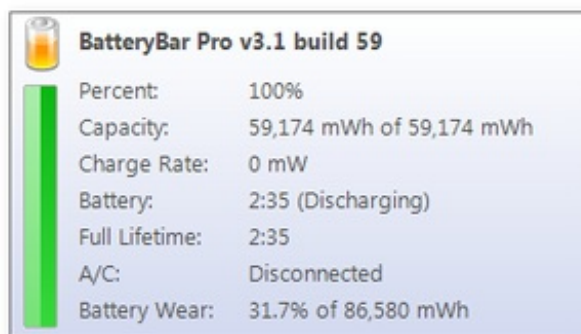 BatteryBar Pro v3.1 build 59
Percent: 100%
Capacity: 59,174 mWh of 59,174 mWh
Charge Rate: 0 mW
Battery: 2:35 (Discharging)
Full Lifetime: 2:35
A/C: Disconnected
Battery Wear: 31.7% of 86,580 mWh